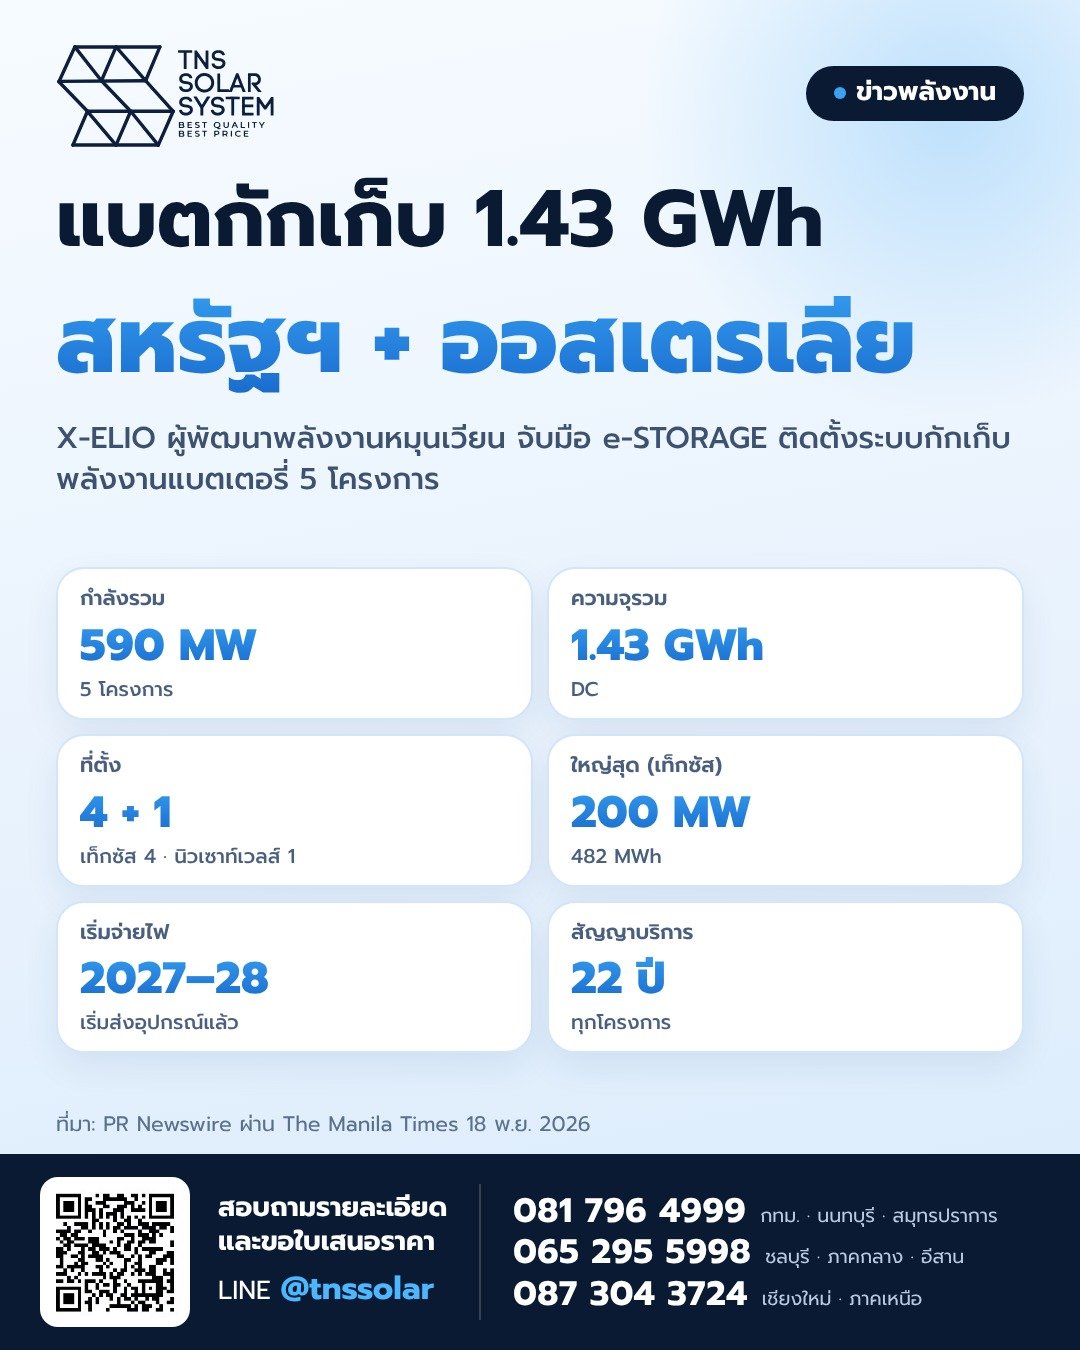 TNS
SOLAR
SYSTEM
BEST QUALITY
BEST PRICE
ข่าวพลังงาน
แบตกักเก็บ 1.43 GWh
สหรัฐฯ + ออสเตรเลีย
X-ELIO ผู้พัฒนาพลังงานหมุนเวียน จับมือ e-STORAGE ติดตั้งระบบกักเก็บ
พลังงานแบตเตอรี่ 5 โครงการ
กำลังรวม
590 MW
5 โครงการ
ความจุรวม
1.43 GWh
DC
ที่ตั้ง
4 + 1
เท็กซัส 4 · นิวเซาท์เวลส์ 1
ใหญ่สุด (เท็กซัส)
200 MW
482 MWh
เริ่มจ่ายไฟ
2027–28
เริ่มส่งอุปกรณ์แล้ว
สัญญาบริการ
22 ปี
ทุกโครงการ
ที่มา: PR Newswire ผ่าน The Manila Times 18 พ.ย. 2026
สอบถามรายละเอียด
และขอใบเสนอราคา
LINE @tnssolar
081 796 4999 กทม. · นนทบุรี · สมุทรปราการ
065 295 5998 ชลบุรี · ภาคกลาง · อีสาน
087 304 3724 เชียงใหม่ · ภาคเหนือ